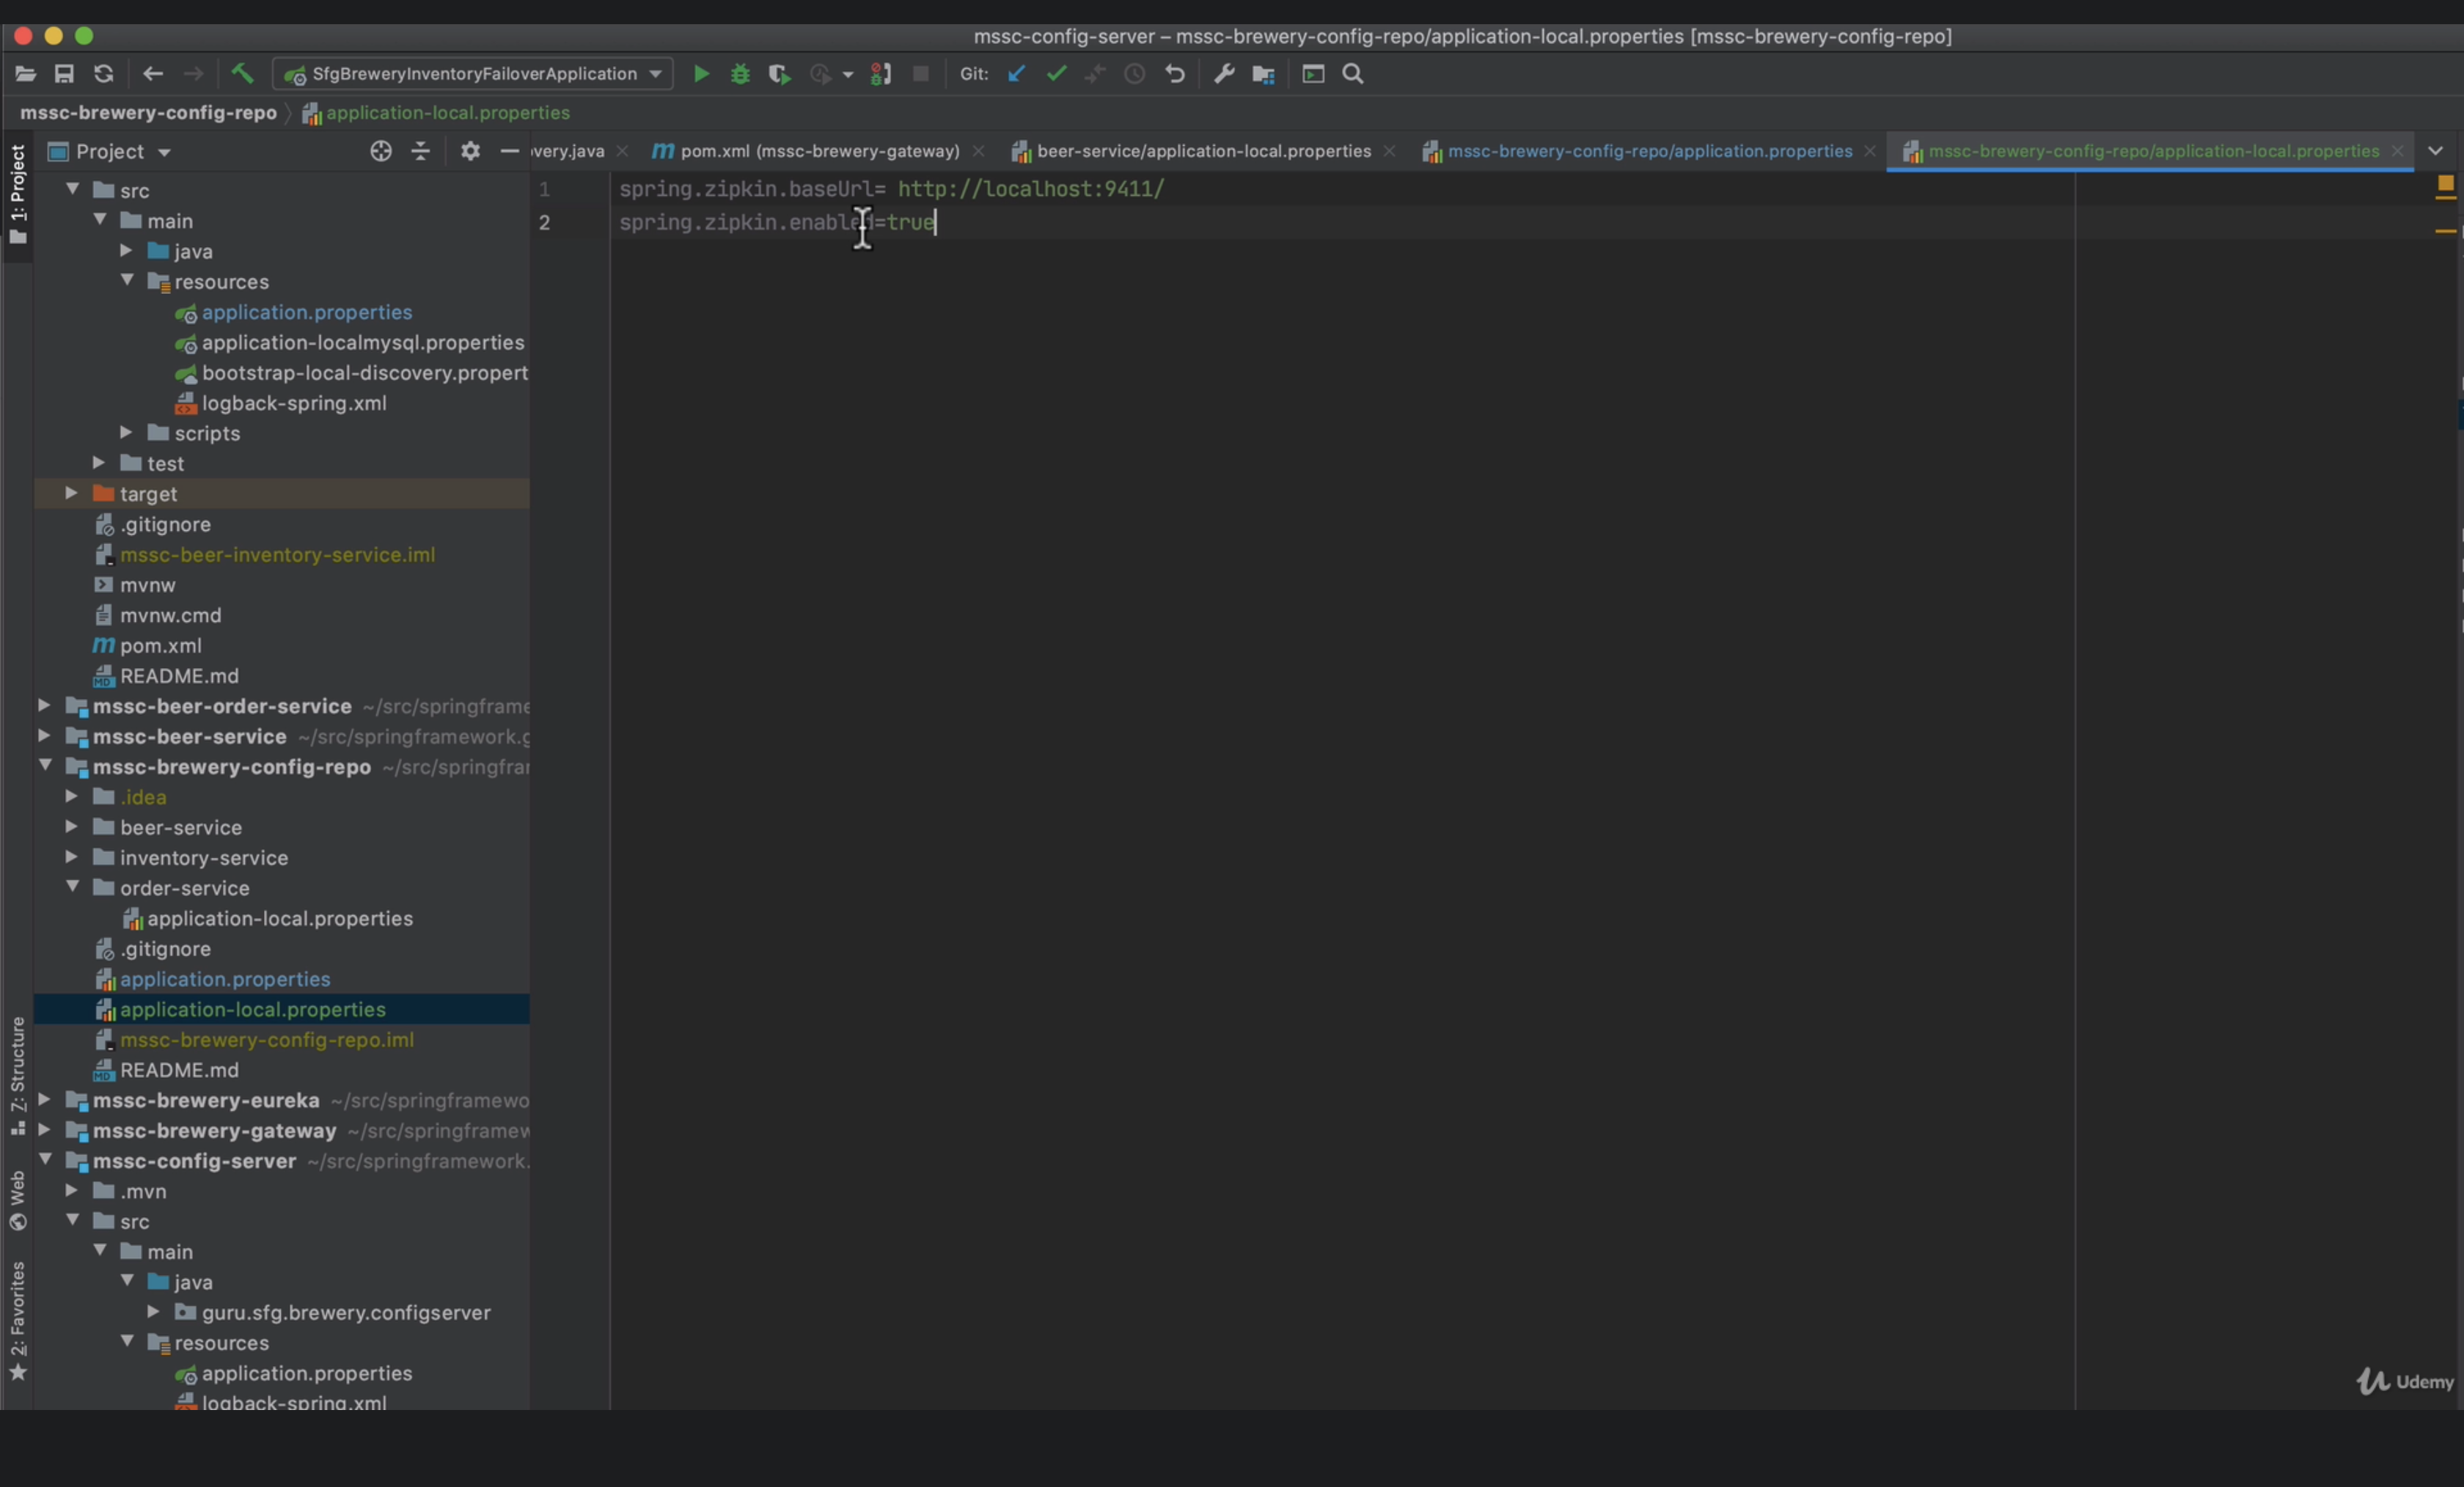 mssc-config-server – mssc-brewery-config-repo/application-local.properties [mssc-brewery-config-repo]
SfgBreweryInventoryFailoverApplication
Git:
mssc-brewery-config-repo
application-local.properties
1: Project
Project
very.java
pom.xml (mssc-brewery-gateway)
beer-service/application-local.properties
mssc-brewery-config-repo/application.properties
mssc-brewery-config-repo/application-local.properties
1 spring.zipkin.baseUrl= http://localhost:9411/
2 spring.zipkin.enabled=true
src
main
java
resources
application.properties
application-localmysql.properties
bootstrap-local-discovery.propert
logback-spring.xml
scripts
test
target
.gitignore
mssc-beer-inventory-service.iml
mvnw
mvnw.cmd
pom.xml
README.md
mssc-beer-order-service ~/src/springframe
mssc-beer-service ~/src/springframework.g
mssc-brewery-config-repo ~/src/springfra
.idea
beer-service
inventory-service
order-service
application-local.properties
.gitignore
application.properties
application-local.properties
mssc-brewery-config-repo.iml
README.md
mssc-brewery-eureka ~/src/springframewo
mssc-brewery-gateway ~/src/springframew
mssc-config-server ~/src/springframework.
.mvn
src
main
java
guru.sfg.brewery.configserver
resources
application.properties
logback-spring.xml
Z: Structure
Web
2: Favorites
Udemy